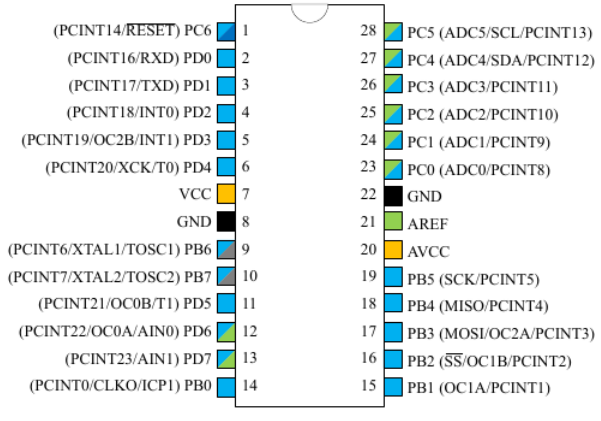 (PCINT14/RESET) PC6 1 28 PC5 (ADC5/SCL/PCINT13)
(PCINT16/RXD) PD0 2 27 PC4 (ADC4/SDA/PCINT12)
(PCINT17/TXD) PD1 3 26 PC3 (ADC3/PCINT11)
(PCINT18/INT0) PD2 4 25 PC2 (ADC2/PCINT10)
(PCINT19/OC2B/INT1) PD3 5 24 PC1 (ADC1/PCINT9)
(PCINT20/XCK/T0) PD4 6 23 PC0 (ADC0/PCINT8)
VCC 7 22 GND
GND 8 21 AREF
(PCINT6/XTAL1/TOSC1) PB6 9 20 AVCC
(PCINT7/XTAL2/TOSC2) PB7 10 19 PB5 (SCK/PCINT5)
(PCINT21/OC0B/T1) PD5 11 18 PB4 (MISO/PCINT4)
(PCINT22/OC0A/AIN0) PD6 12 17 PB3 (MOSI/OC2A/PCINT3)
(PCINT23/AIN1) PD7 13 16 PB2 (SS/OC1B/PCINT2)
(PCINT0/CLKO/ICP1) PB0 14 15 PB1 (OC1A/PCINT1)